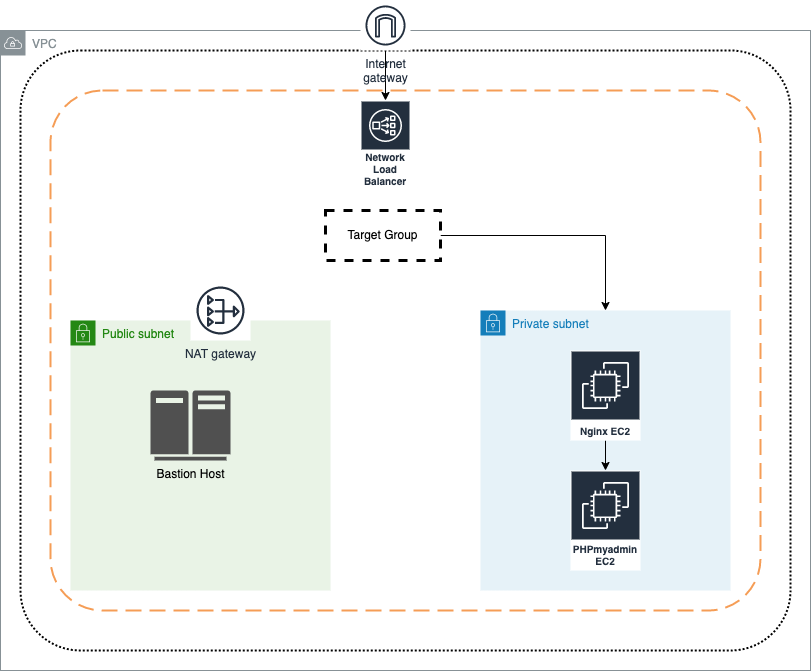 VPC
Internet
gateway
Network
Load
Balancer
Target Group
Public subnet
NAT gateway
Bastion Host
Private subnet
Nginx EC2
PHPmyadmin
EC2